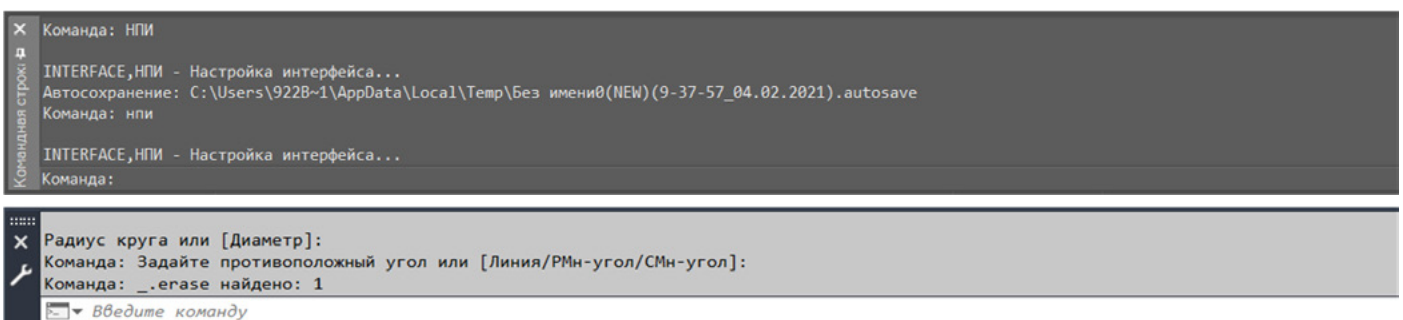 Команда: НПИ
INTERFACE,НПИ - Настройка интерфейса...
Автосохранение: C:\Users\922B~1\AppData\Local\Temp\Без имени0(NEW)(9-37-57_04.02.2021).autosave
Команда: нпи
INTERFACE,НПИ - Настройка интерфейса...
Команда:
Командная строка
Радиус круга или [Диаметр]:
Команда: Задайте противоположный угол или [Линия/РМн-угол/СМн-угол]:
Команда: _.erase найдено: 1
Введите команду